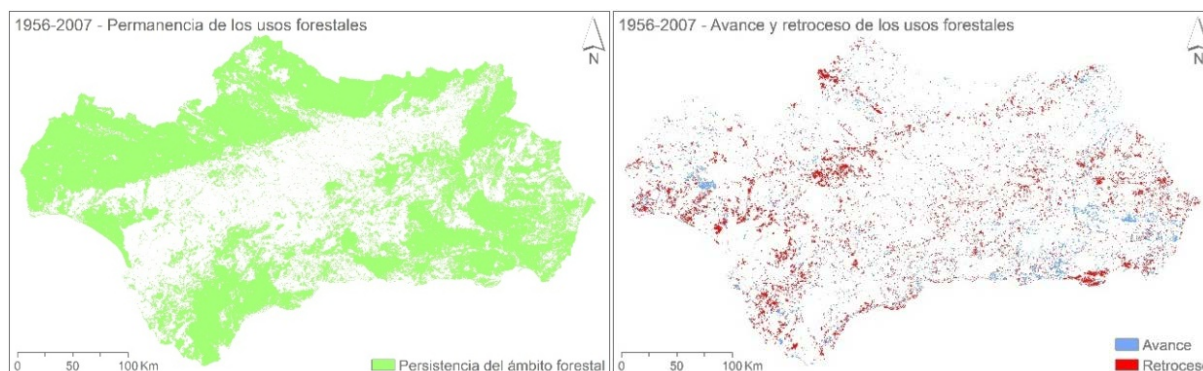 1956-2007 - Permanencia de los usos forestales
N
0 50 100 Km
Persistencia del ámbito forestal
1956-2007 - Avance y retroceso de los usos forestales
N
0 50 100 Km
Avance
Retroceso